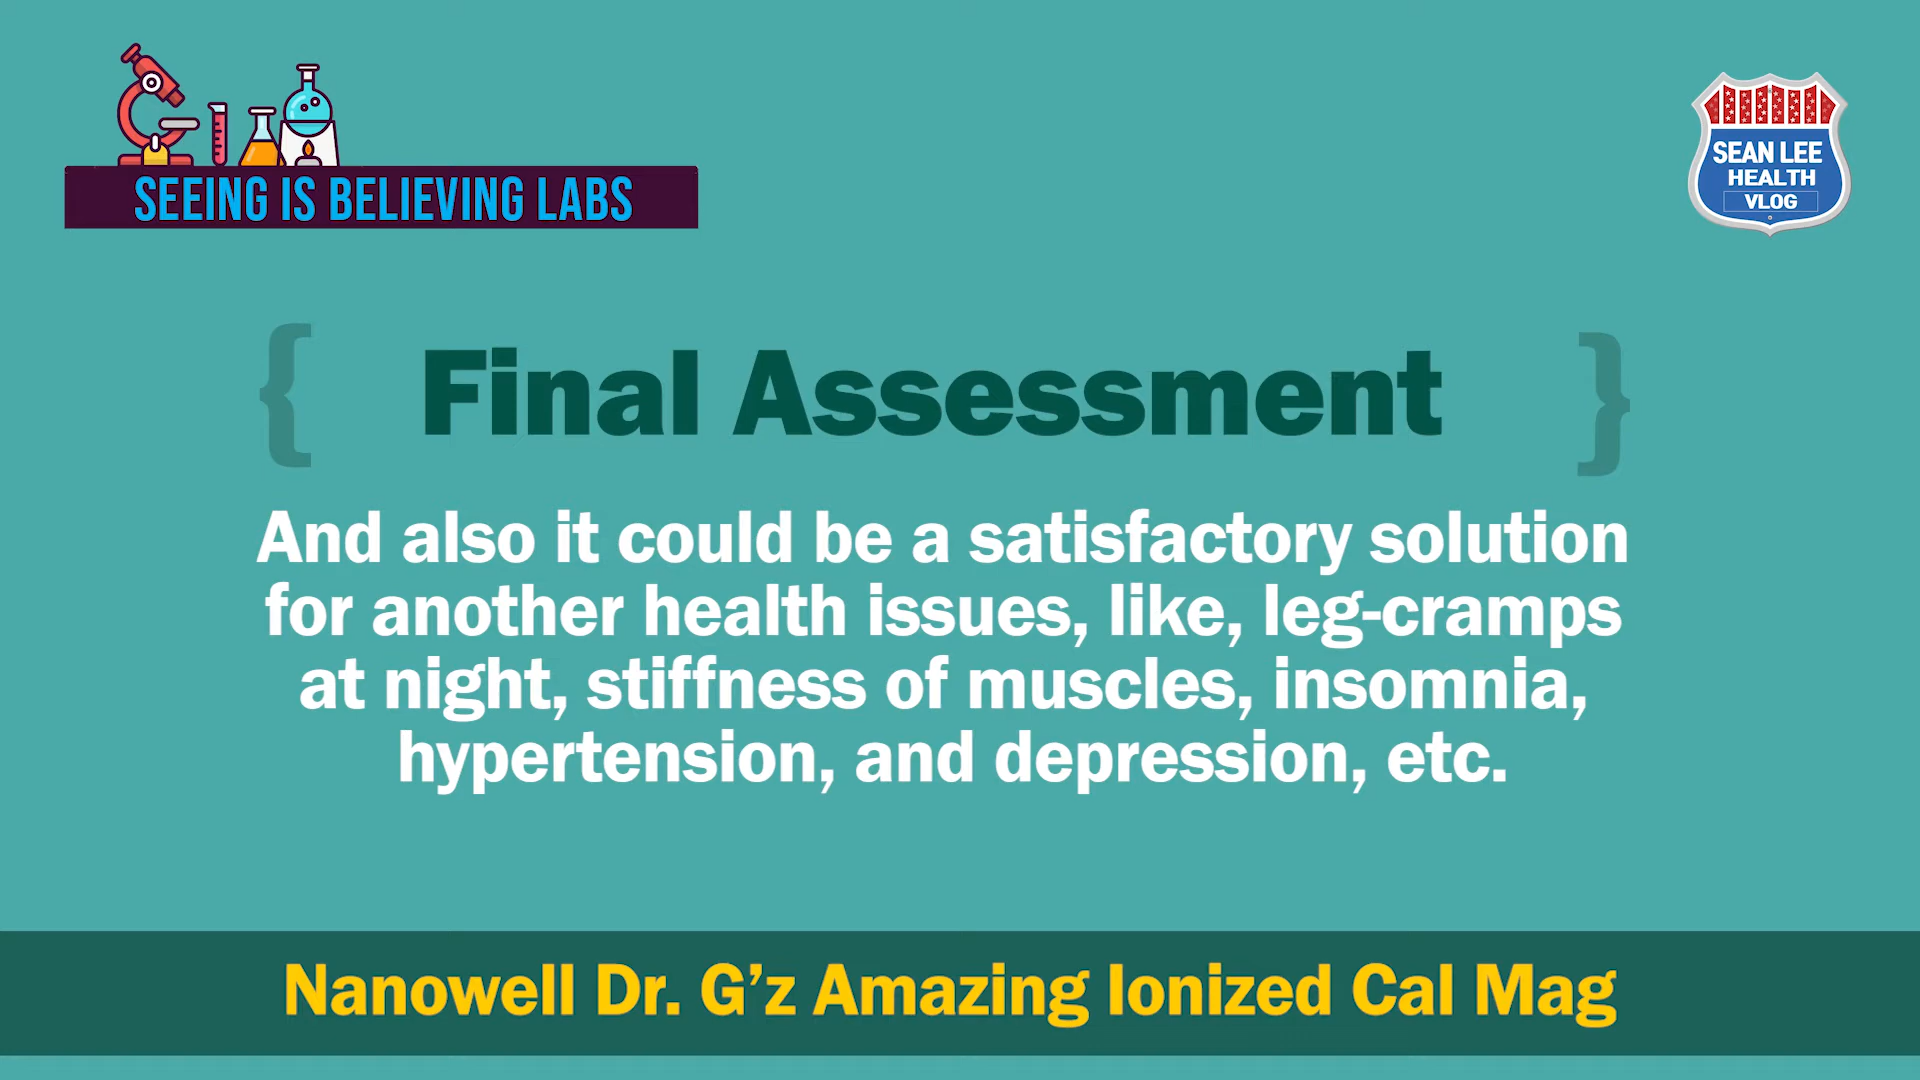 SEEING IS BELIEVING LABS
SEAN LEE
HEALTH
VLOG
{ Final Assessment }
And also it could be a satisfactory solution
for another health issues, like, leg-cramps
at night, stiffness of muscles, insomnia,
hypertension, and depression, etc.
Nanowell Dr. G’z Amazing Ionized Cal Mag